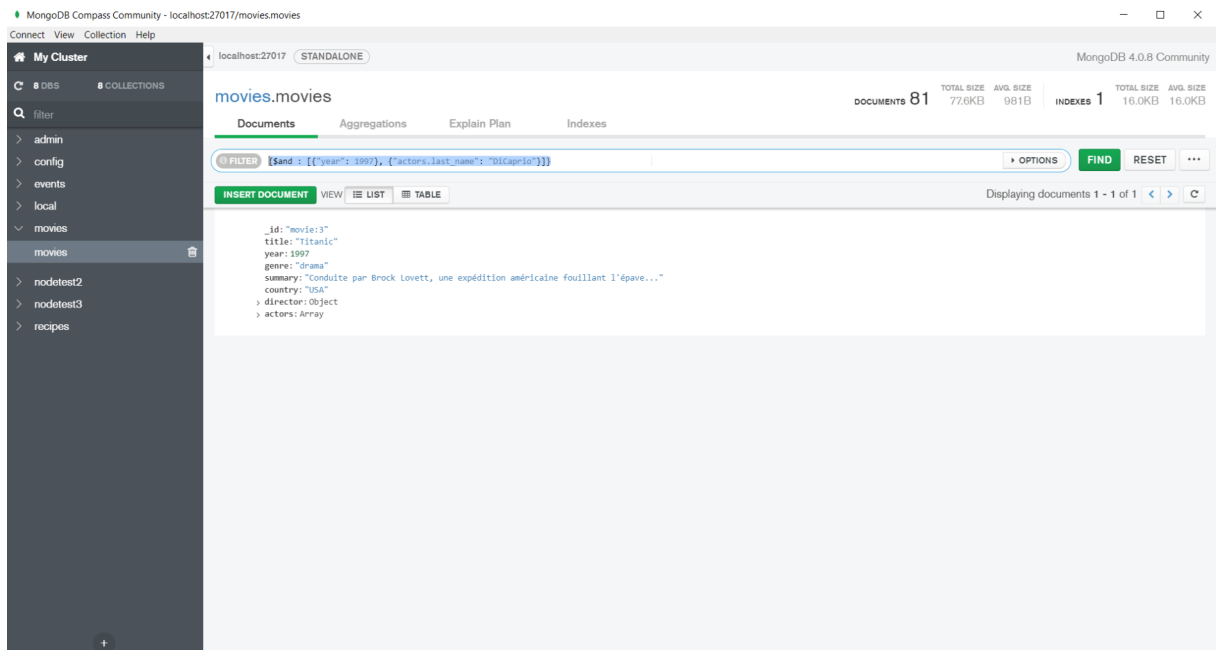 MongoDB Compass Community - localhost:27017/movies.movies
Connect View Collection Help
My Cluster
8 DBS 8 COLLECTIONS
filter
admin
config
events
local
movies
movies
nodetest2
nodetest3
recipes
localhost:27017 STANDALONE MongoDB 4.0.8 Community
movies.movies
DOCUMENTS 81 TOTAL SIZE 77.6KB AVG. SIZE 981B INDEXES 1 TOTAL SIZE 16.0KB AVG. SIZE 16.0KB
Documents Aggregations Explain Plan Indexes
FILTER {$and : [{"year": 1997}, {"actors.last_name": "DiCaprio"}]} OPTIONS FIND RESET ...
INSERT DOCUMENT VIEW LIST TABLE Displaying documents 1 - 1 of 1 < > C
_id: "movie:3"
title: "Titanic"
year: 1997
genre: "drama"
summary: "Conduite par Brock Lovett, une expédition américaine fouillant l'épave..."
country: "USA"
> director: Object
> actors: Array
+